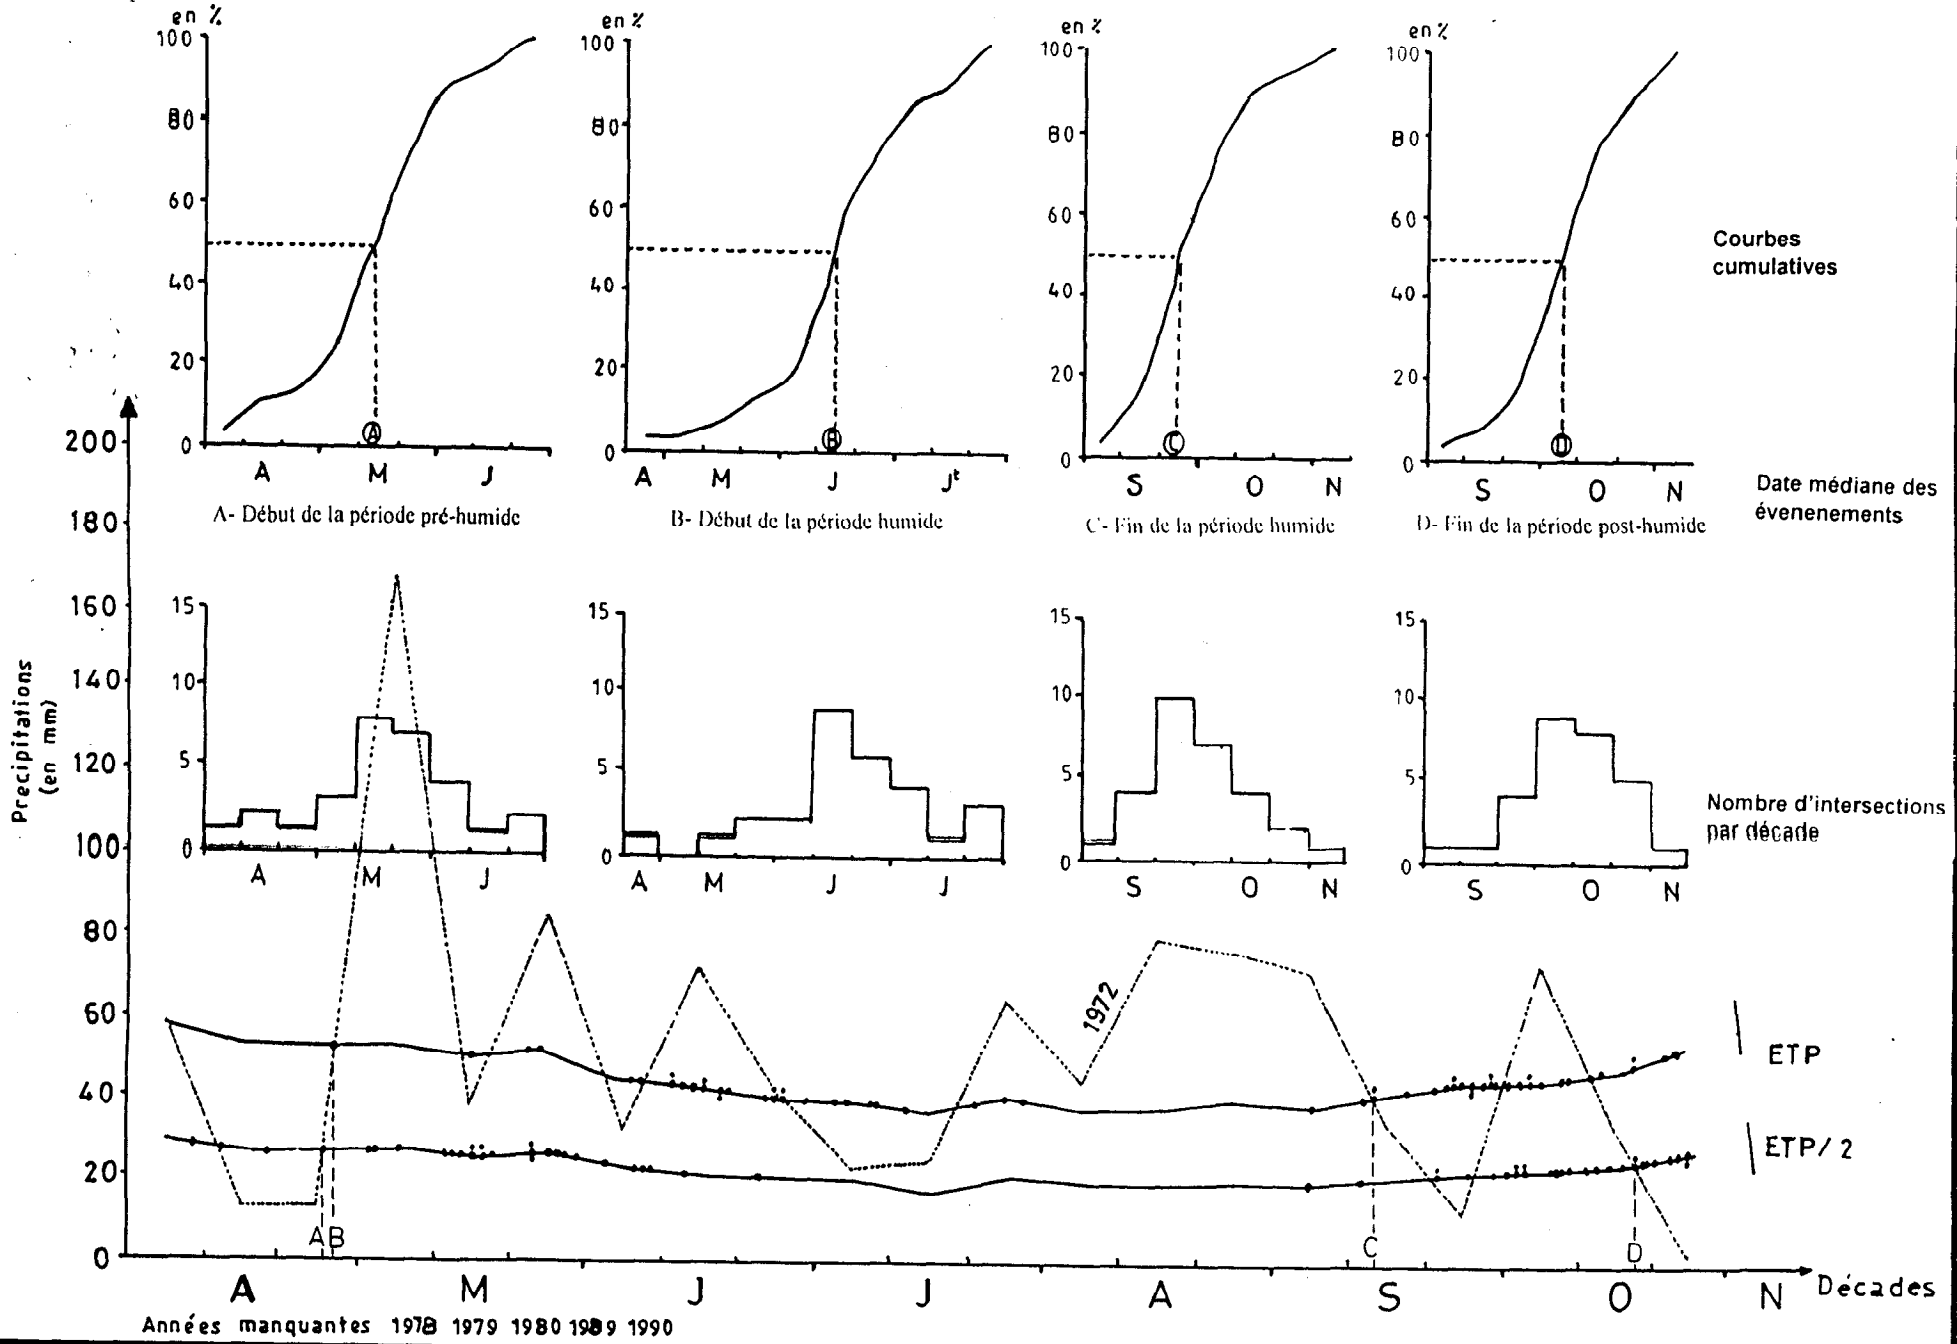 en %
100
80
60
40
20
0
A M J
A- Début de la période pré-humide
en %
100
80
60
40
20
0
A M J Jt
B- Début de la période humide
en %
100
80
60
40
20
0
S O N
C- Fin de la période humide
en %
100
80
60
40
20
0
S O N
D- Fin de la période post-humide
A
B
C
D
Courbes
cumulatives
Date médiane des
évenenements
15
10
5
0
A M J
15
10
5
0
A M J J
15
10
5
0
S O N
15
10
5
0
S O N
Nombre d'intersections
par décade
Precipitations
(en mm)
200
180
160
140
120
100
80
60
40
20
0
1972
ETP
ETP/2
A B C D
A M J J A S O N Décades
Années manquantes 1978 1979 1980 1989 1990